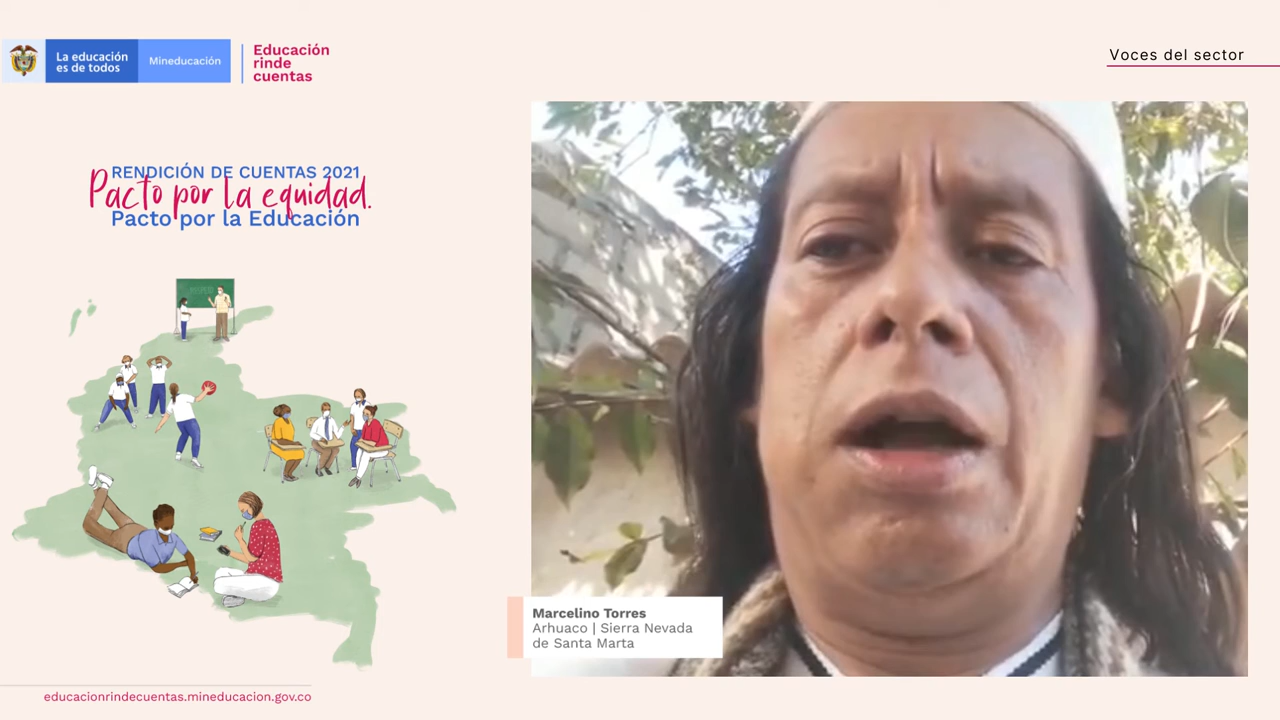 La educación
es de todos
Mineducación
Educación
rinde
cuentas
Voces del sector
RENDICIÓN DE CUENTAS 2021
Pacto por la equidad.
Pacto por la Educación
Marcelino Torres
Arhuaco | Sierra Nevada
de Santa Marta
educacionrindecuentas.mineducacion.gov.co